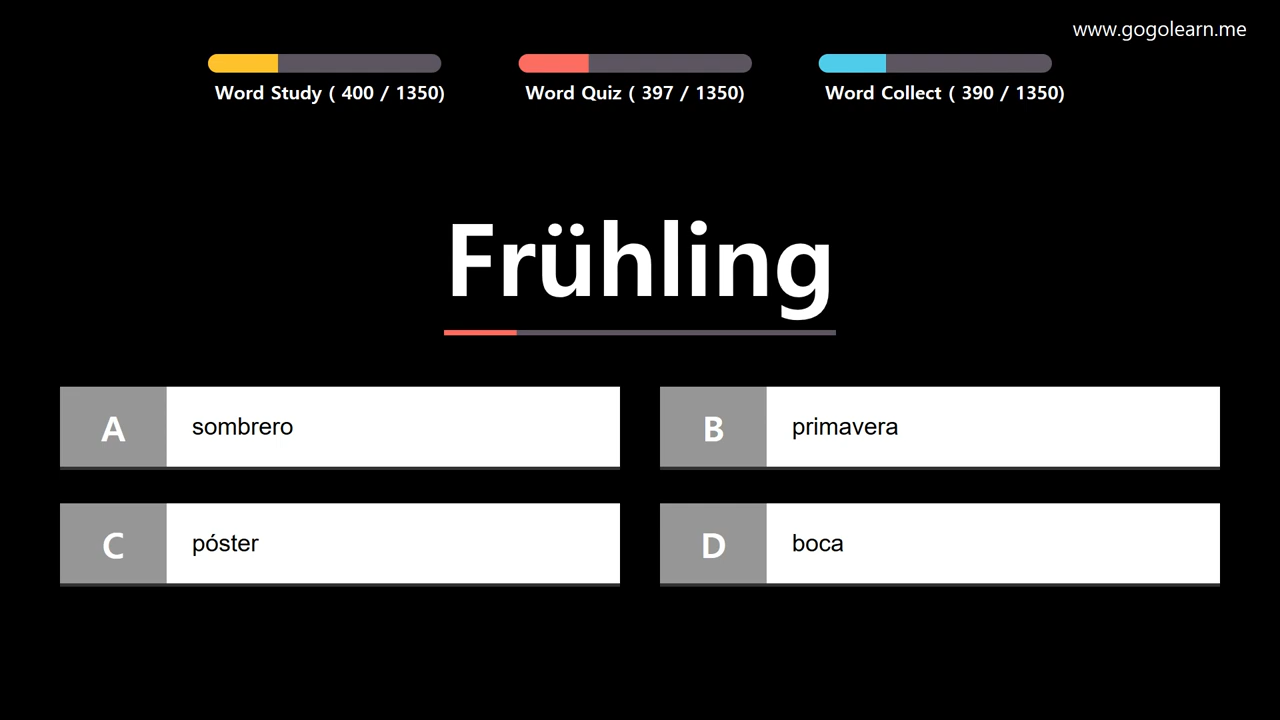 www.gogolearn.me
Word Study ( 400 / 1350)
Word Quiz ( 397 / 1350)
Word Collect ( 390 / 1350)
Frühling
A sombrero
B primavera
C póster
D boca